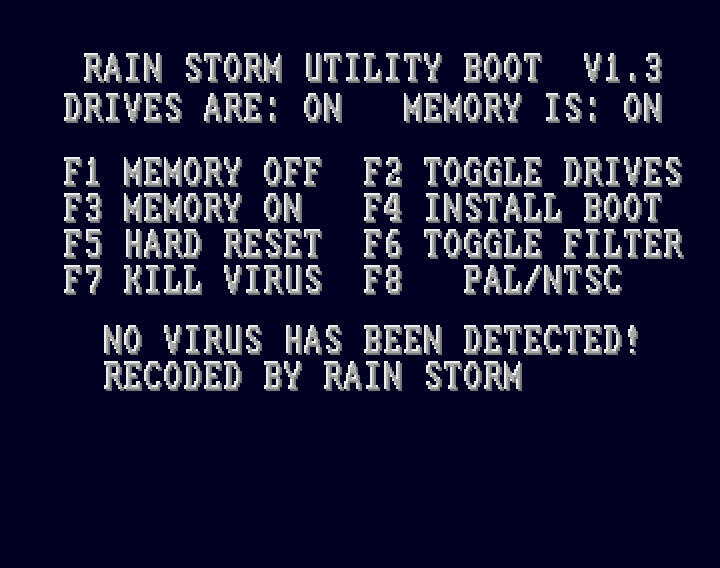 RAIN STORM UTILITY BOOT V1.3
DRIVES ARE: ON MEMORY IS: ON
F1 MEMORY OFF F2 TOGGLE DRIVES
F3 MEMORY ON F4 INSTALL BOOT
F5 HARD RESET F6 TOGGLE FILTER
F7 KILL VIRUS F8 PAL/NTSC
NO VIRUS HAS BEEN DETECTED!
RECODED BY RAIN STORM